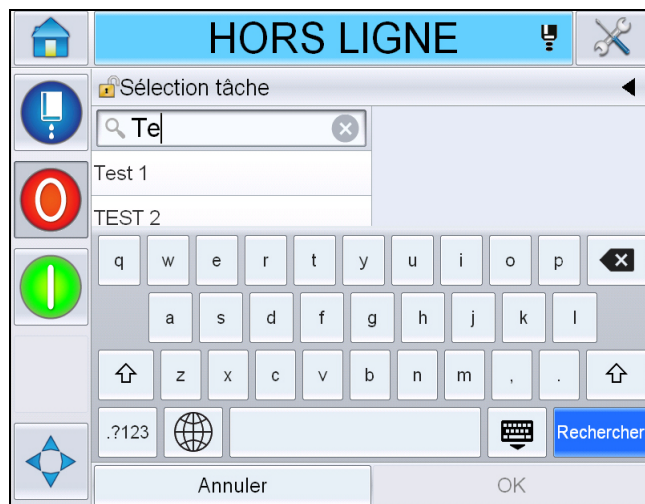 HORS LIGNE
Sélection tâche
Te
Test 1
TEST 2
q w e r t y u i o p
a s d f g h j k l
z x c v b n m , .
.?123 Rechercher
Annuler OK